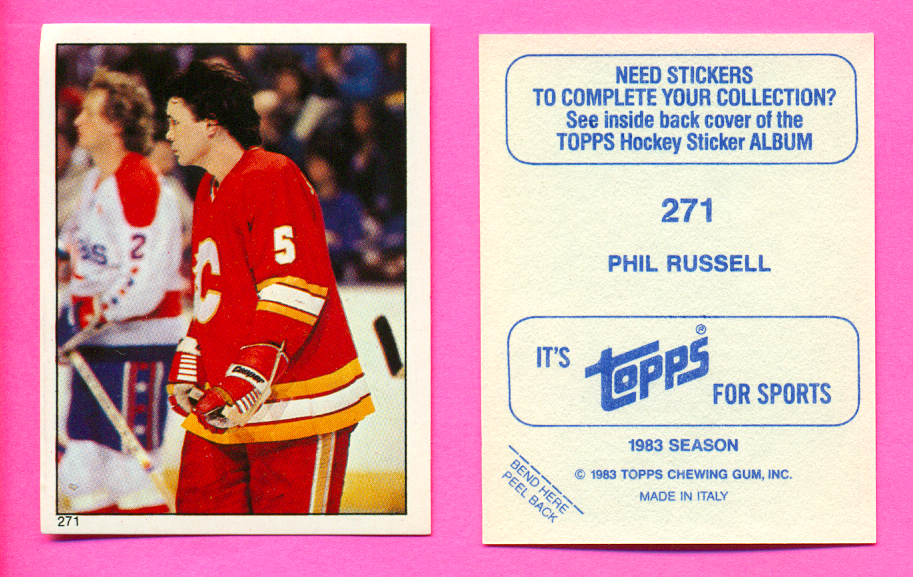 2
5
C
Cooper
271
NEED STICKERS
TO COMPLETE YOUR COLLECTION?
See inside back cover of the
TOPPS Hockey Sticker ALBUM
271
PHIL RUSSELL
IT'S
TOPPS®
FOR SPORTS
1983 SEASON
© 1983 TOPPS CHEWING GUM, INC.
MADE IN ITALY
BEND HERE
PEEL BACK